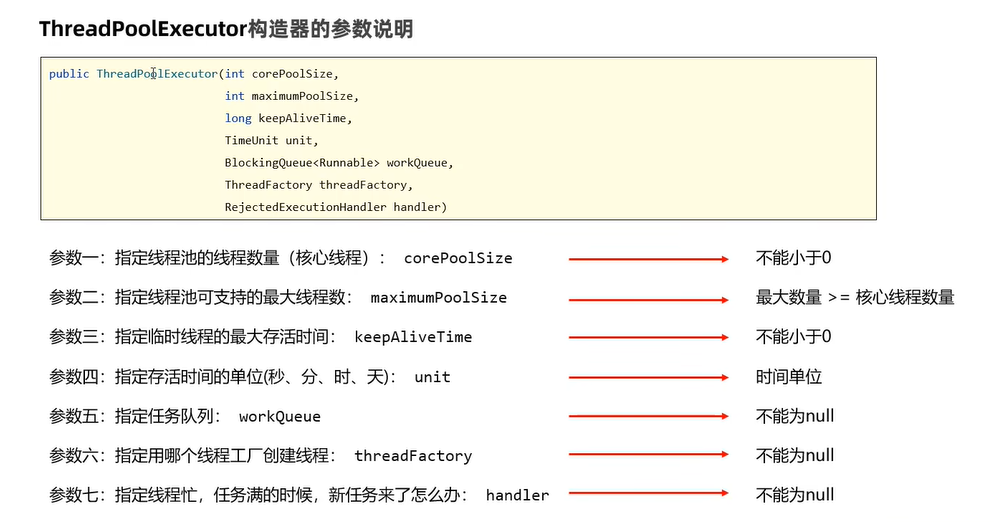 ThreadPoolExecutor构造器的参数说明
public ThreadPoolExecutor(int corePoolSize,
int maximumPoolSize,
long keepAliveTime,
TimeUnit unit,
BlockingQueue<Runnable> workQueue,
ThreadFactory threadFactory,
RejectedExecutionHandler handler)
参数一：指定线程池的线程数量（核心线程）： corePoolSize 不能小于0
参数二：指定线程池可支持的最大线程数： maximumPoolSize 最大数量 >= 核心线程数量
参数三：指定临时线程的最大存活时间： keepAliveTime 不能小于0
参数四：指定存活时间的单位(秒、分、时、天)： unit 时间单位
参数五：指定任务队列： workQueue 不能为null
参数六：指定用哪个线程工厂创建线程： threadFactory 不能为null
参数七：指定线程忙，任务满的时候，新任务来了怎么办： handler 不能为null